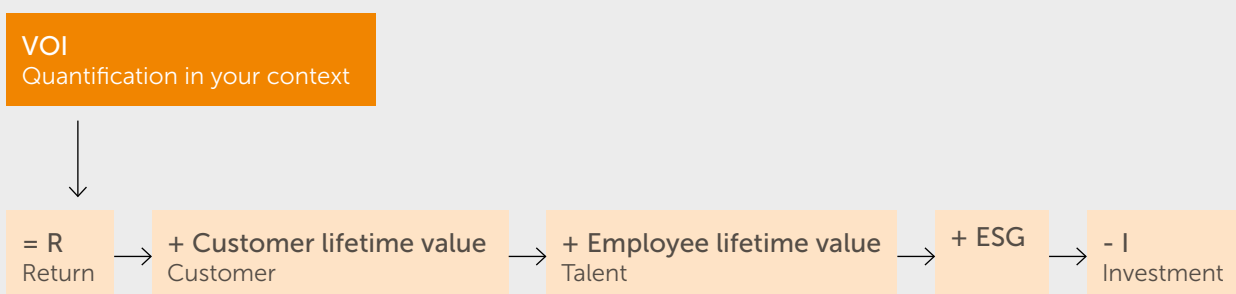 VOI
Quantification in your context
= R
Return
+ Customer lifetime value
Customer
+ Employee lifetime value
Talent
+ ESG
- I
Investment